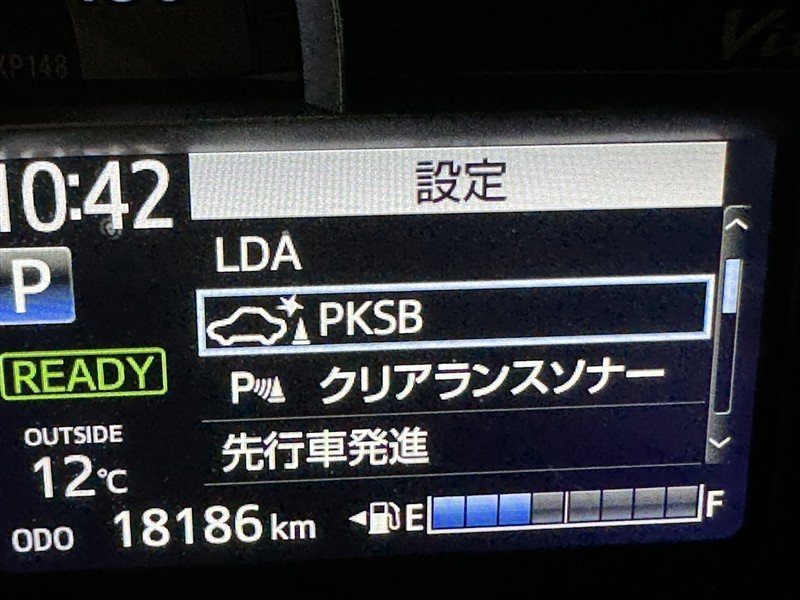 10:42
設定
LDA
P
PKSB
READY
P クリアランスソナー
OUTSIDE
12℃
先行車発進
ODO 18186 km
E F